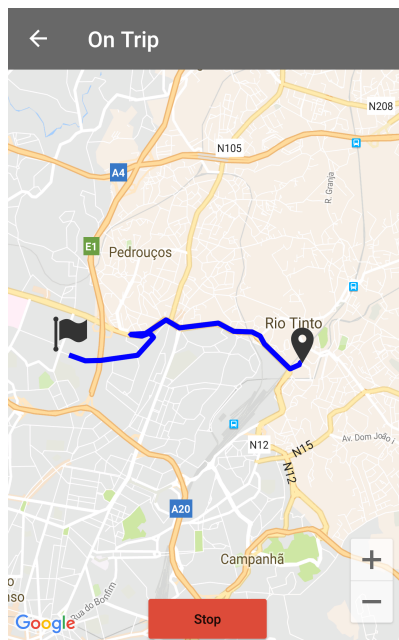 On Trip
N208
N105
A4
R. Granja
E1
Pedrouços
Rio Tinto
Av. Dom João I
N12
N15
N12
A20
Campanhã
+
o
nso
Rua do Bonfim
−
Google
Stop